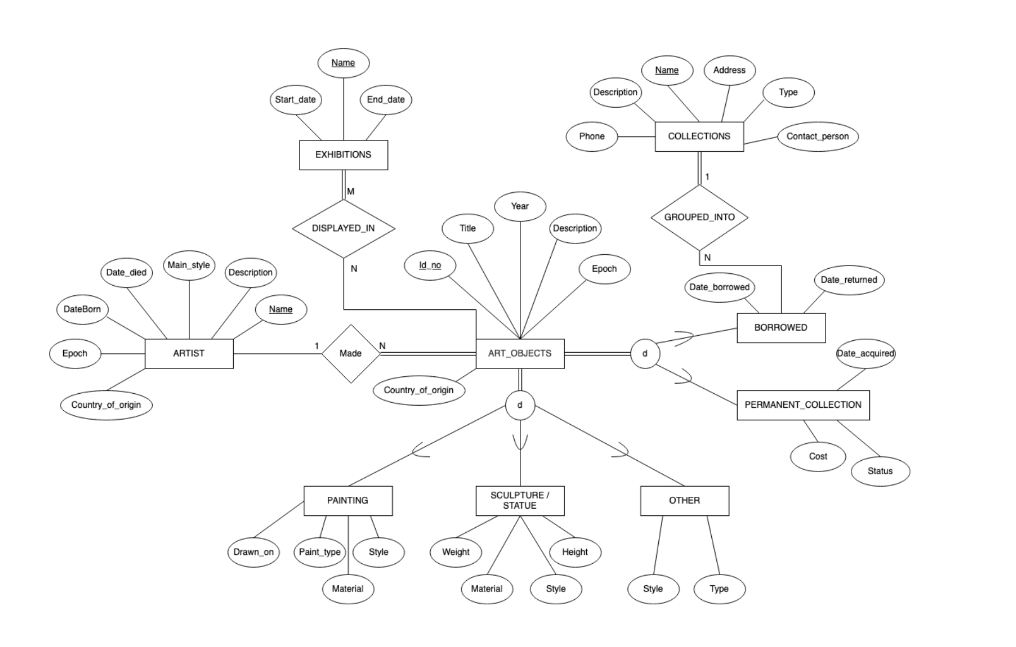 Name
Start_date
End_date
EXHIBITIONS
M
DISPLAYED_IN
N
Name
Address
Description
Type
Phone
COLLECTIONS
Contact_person
1
GROUPED_INTO
N
Year
Title
Description
Id_no
Epoch
Date_borrowed
Date_returned
BORROWED
Main_style
Date_died
Description
DateBorn
Name
Epoch
ARTIST
Country_of_origin
1
Made
N
ART_OBJECTS
Country_of_origin
d
d
Date_acquired
PERMANENT_COLLECTION
Cost
Status
PAINTING
SCULPTURE /
STATUE
OTHER
Drawn_on
Paint_type
Style
Material
Weight
Height
Material
Style
Style
Type